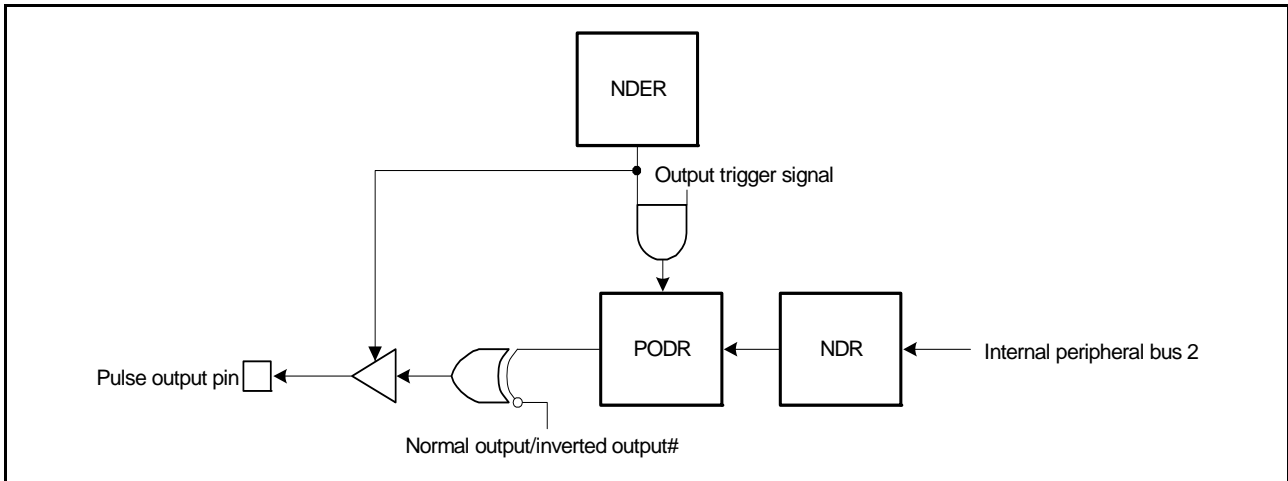 NDER
Output trigger signal
PODR
NDR
Internal peripheral bus 2
Pulse output pin
Normal output/inverted output#